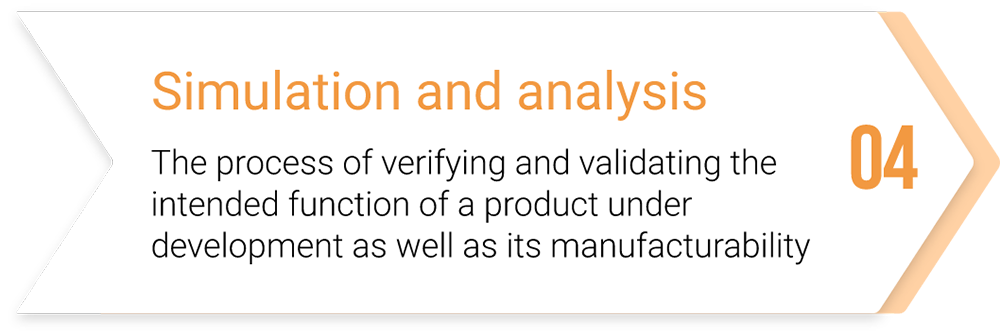 Simulation and analysis
The process of verifying and validating the
intended function of a product under
development as well as its manufacturability
04